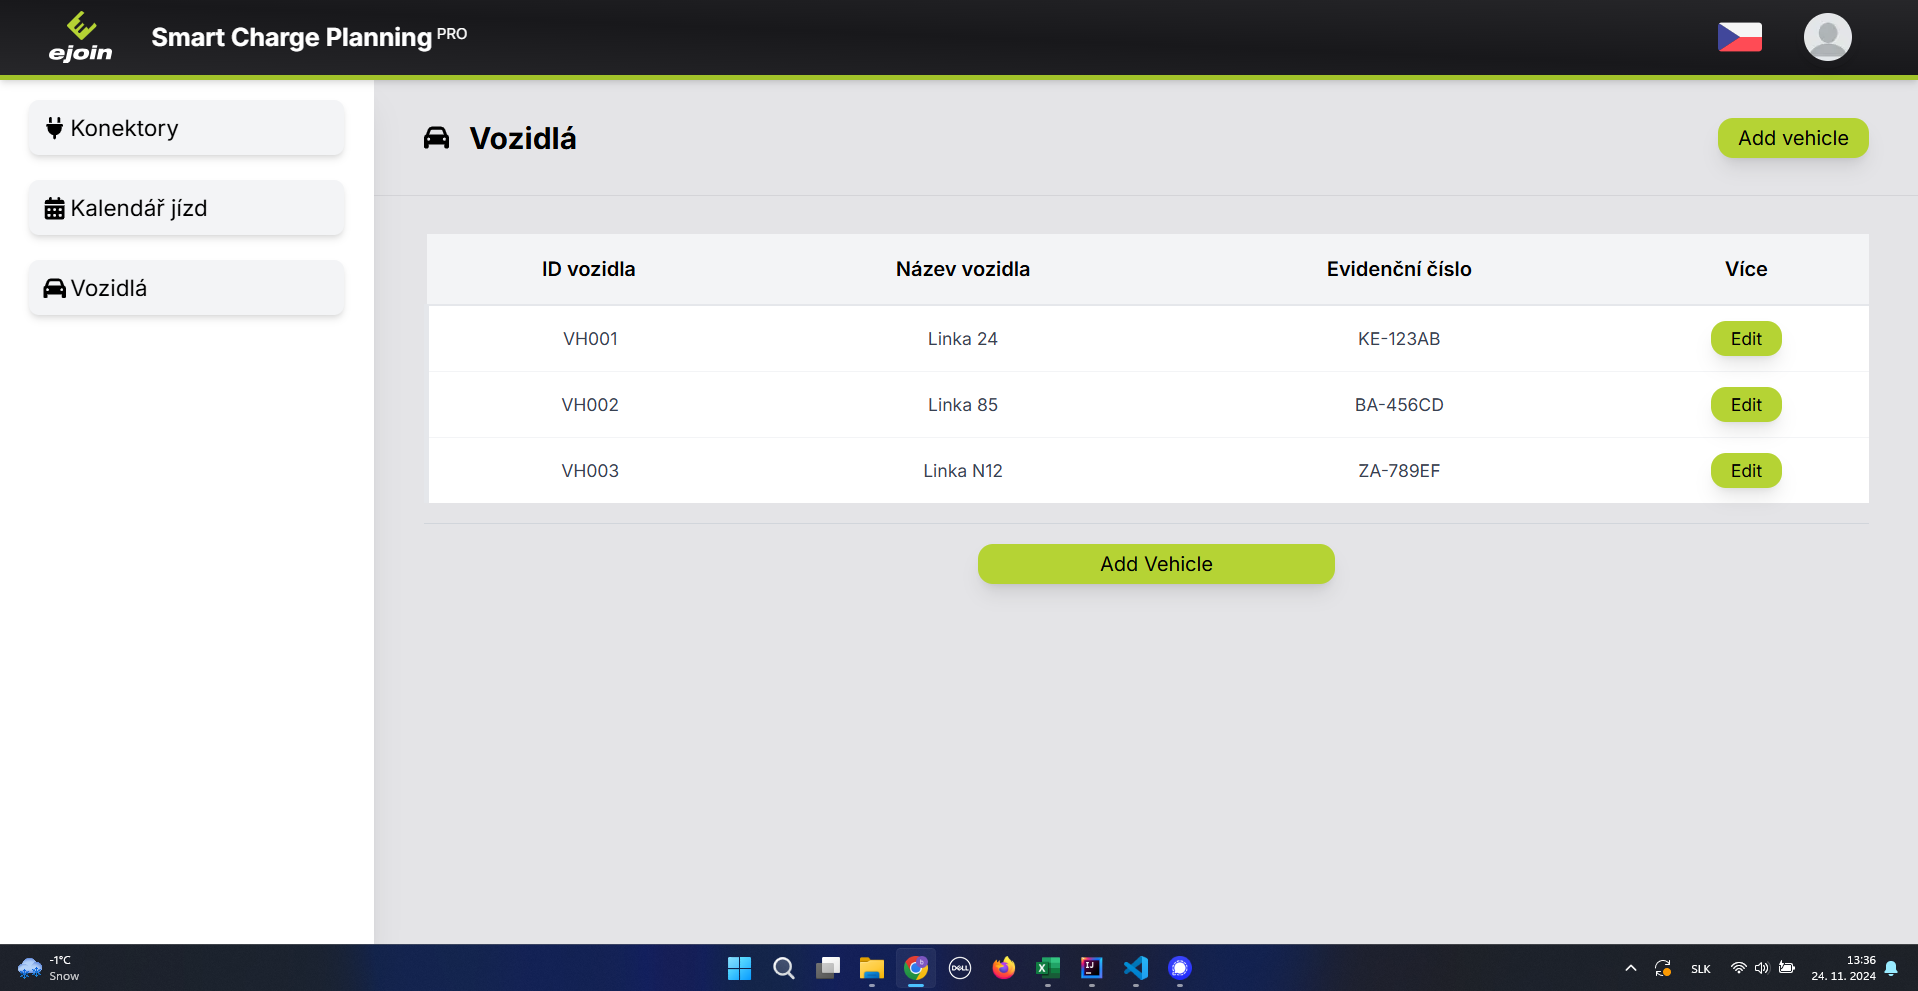 ejoin
Smart Charge Planning PRO
Konektory
Kalendář jízd
Vozidlá
Vozidlá
Add vehicle
ID vozidla Název vozidla Evidenční číslo Více
VH001 Linka 24 KE-123AB Edit
VH002 Linka 85 BA-456CD Edit
VH003 Linka N12 ZA-789EF Edit
Add Vehicle
-1°C
Snow
DELL
X
IJ
SLK
13:36
24. 11. 2024